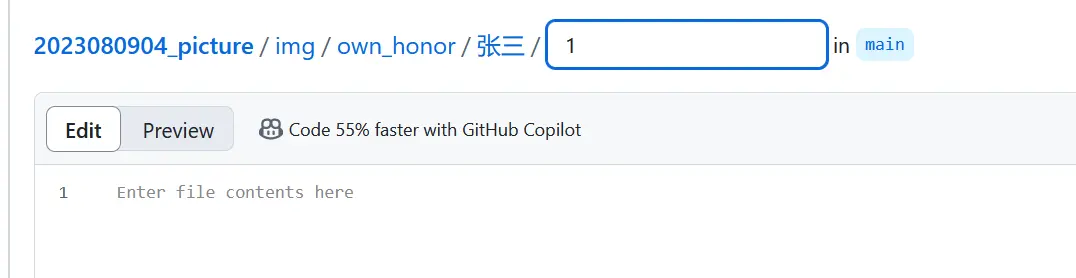 2023080904_picture / img / own_honor / 张三 / 1 in main
Edit Preview Code 55% faster with GitHub Copilot
1 Enter file contents here